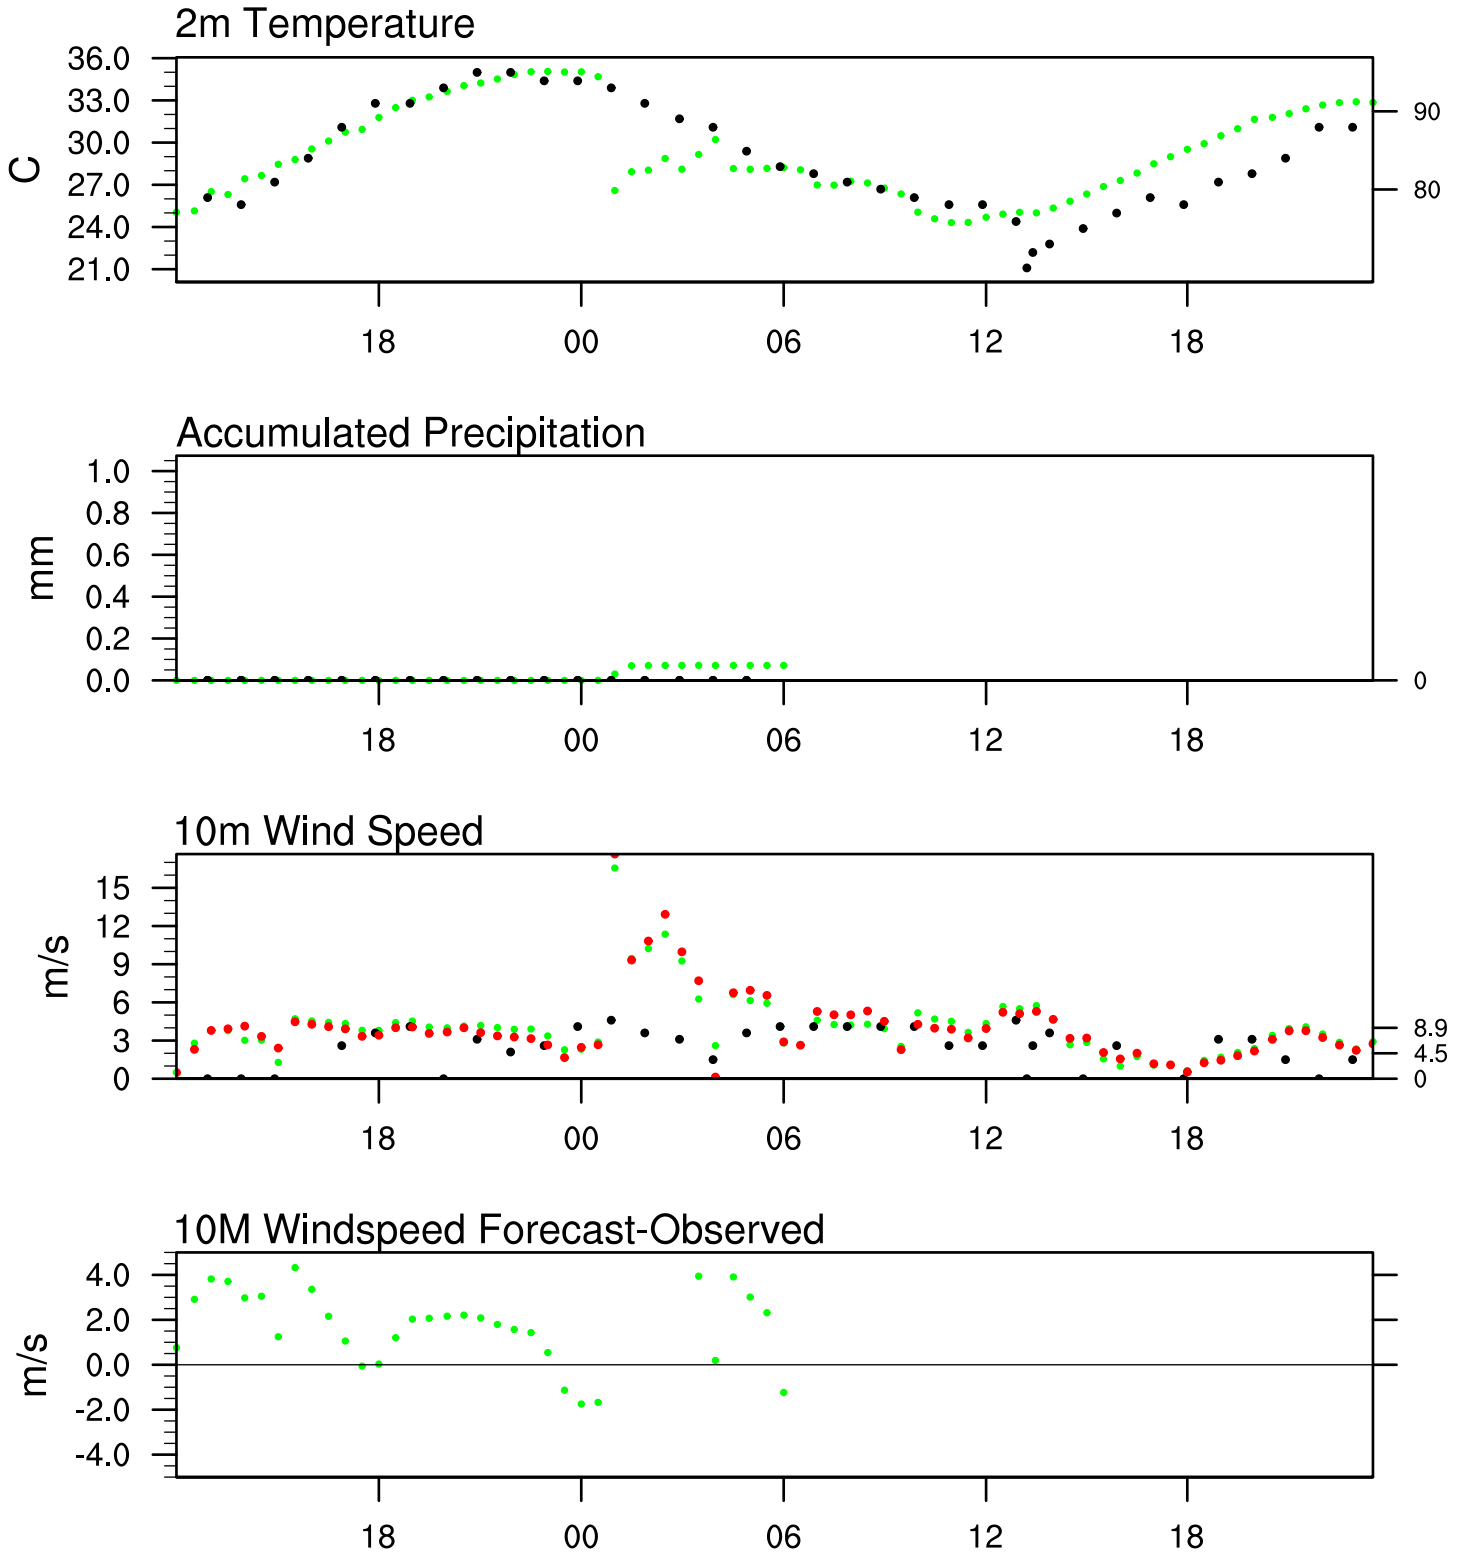 2m Temperature
36.0
33.0
30.0
27.0
24.0
21.0
C
90
80
18 00 06 12 18
Accumulated Precipitation
1.0
0.8
0.6
0.4
0.2
0.0
mm
0
18 00 06 12 18
10m Wind Speed
15
12
9
6
3
0
m/s
8.9
4.5
0
18 00 06 12 18
10M Windspeed Forecast-Observed
4.0
2.0
0.0
-2.0
-4.0
m/s
18 00 06 12 18